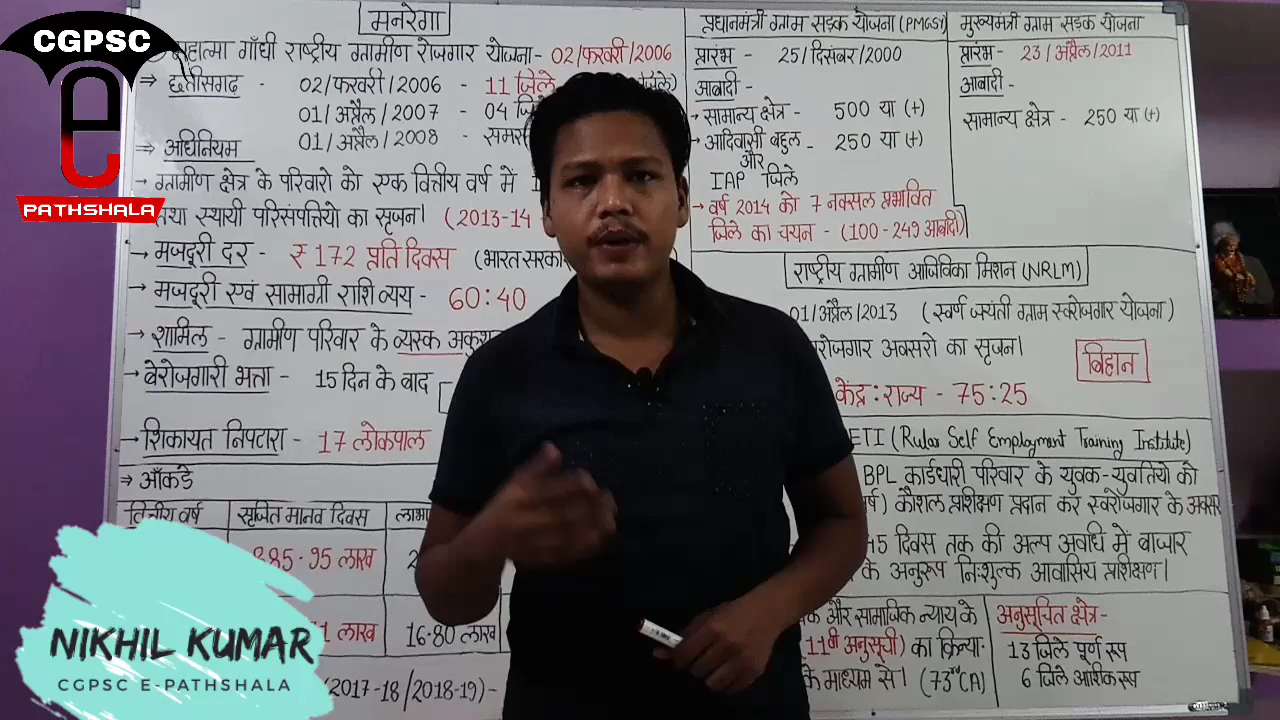 CGPSC
e
PATHSHALA
मनरेगा
महात्मा गाँधी राष्ट्रीय ग्रामीण रोजगार योजना - 02/फरवरी/2006
⇒ छत्तीसगढ़ - 02/फरवरी/2006 - 11 जिले
01/अप्रैल/2007 - 04
01/अप्रैल/2008 -
⇒ अधिनियम
→ ग्रामीण क्षेत्र के परिवारो को एक वित्तीय वर्ष में
तथा स्थायी परिसंपत्तियो का सृजन। (2013-14
→ मजदूरी दर - ₹ 172 प्रति दिवस (भारत सरकार
→ मजदूरी एवं सामाग्री राशि व्यय - 60:40
→ शामिल - ग्रामीण परिवार के व्यस्क अकुशल
→ बेरोजगारी भत्ता - 15 दिन के बाद
→ शिकायत निपटारा - 17 लोकपाल
→ आँकडे
वित्तीय वर्ष सृजित मानव दिवस
885.95 लाख
लाख 16.80 लाख
(2017-18/2018-19) -
प्रधानमंत्री ग्राम सड़क योजना (PMGSY)
प्रारंभ - 25/दिसंबर/2000
आबादी -
→ सामान्य क्षेत्र - 500 या (+)
→ आदिवासी बहुल - 250 या (+)
और
IAP जिले
→ वर्ष 2014 को 7 नक्सल प्रभावित
जिले का चयन - (100-249 आबादी)
मुख्यमंत्री ग्राम सड़क योजना
प्रारंभ - 23/अप्रैल/2011
आबादी -
सामान्य क्षेत्र - 250 या (+)
राष्ट्रीय ग्रामीण आजिविका मिशन (NRLM)
01/अप्रैल/2013 (स्वर्ण जयंती ग्राम स्वरोजगार योजना)
रोजगार अवसरो का सृजन।
बिहान
केंद्र : राज्य - 75:25
ETI (Rular Self Employment Training Institute)
BPL कार्डधारी परिवार के युवक-युवतियो को
कौशल प्रशिक्षण प्रदान कर स्वरोजगार के अवसर
45 दिवस तक की अल्प अवधि में बाजार
के अनुरूप निःशुल्क आवासिय प्रशिक्षण।
और सामाजिक न्याय के
11वी अनुसूची) का क्रिन्या-
के माध्यम से। (73rd CA)
अनुसूचित क्षेत्र -
13 जिले पूर्ण रूप
6 जिले आंशिक रूप
NIKHIL KUMAR
CGPSC E-PATHSHALA